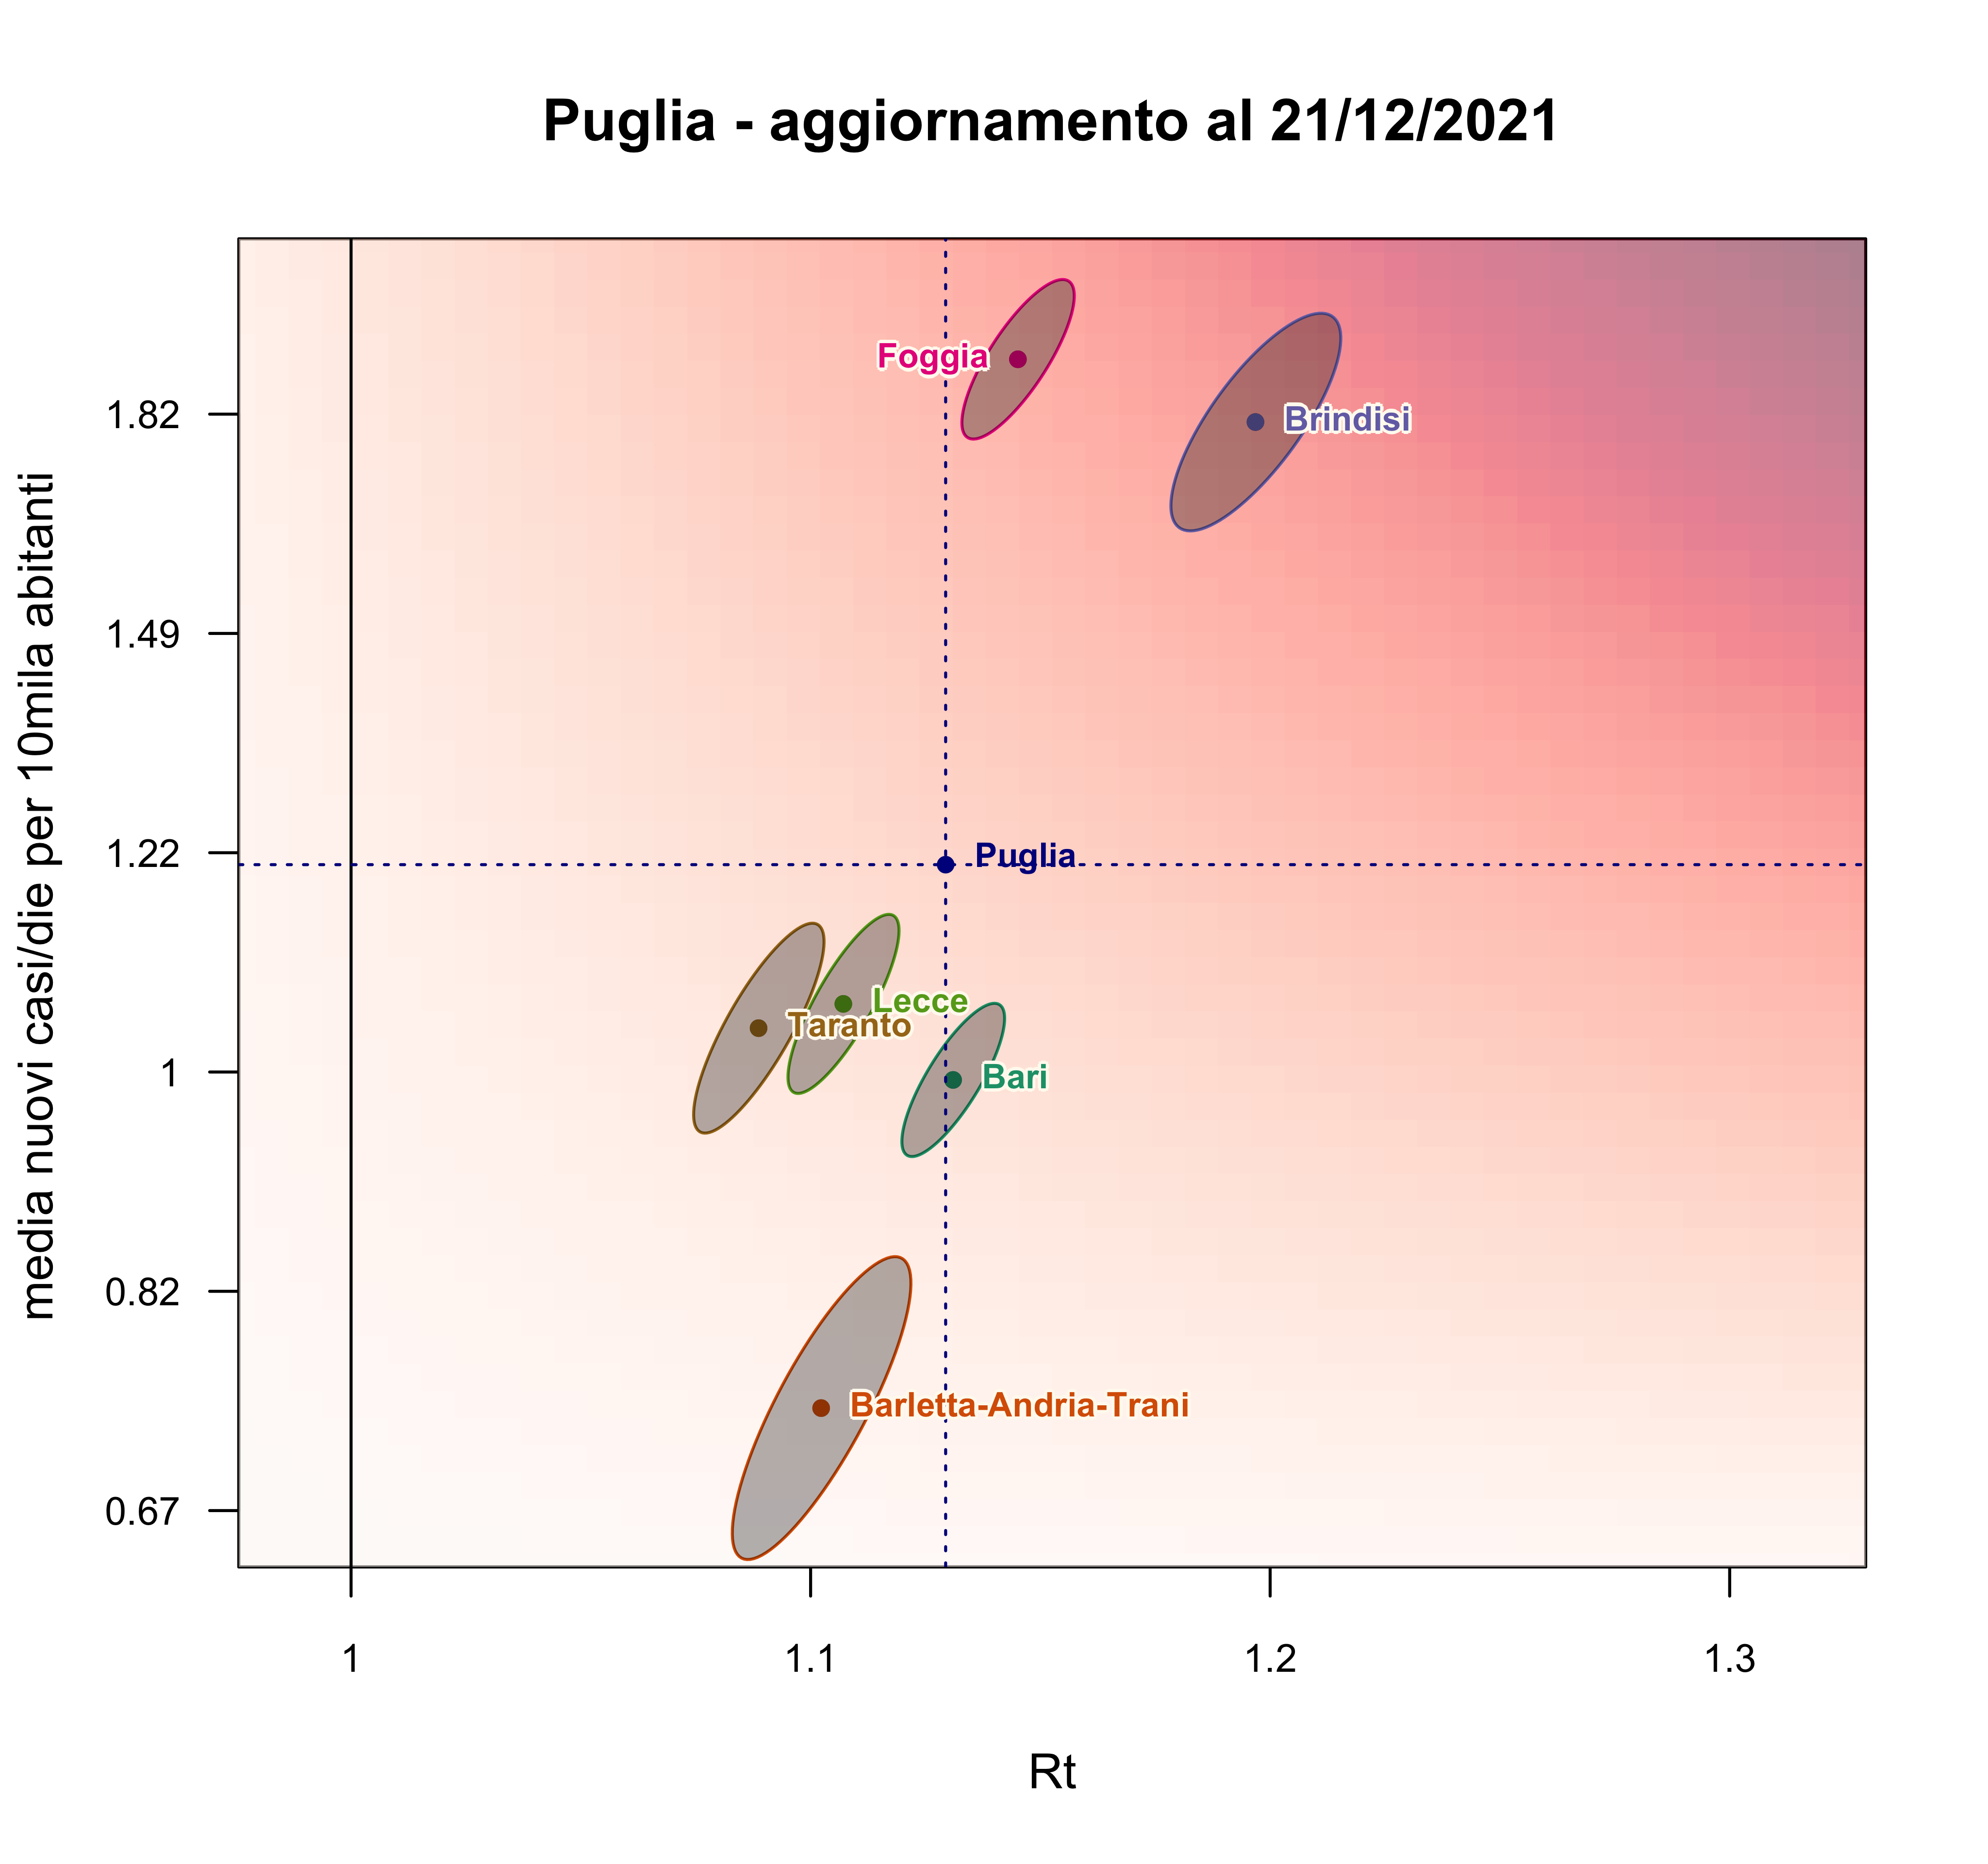 Puglia - aggiornamento al 21/12/2021
media nuovi casi/die per 10mila abitanti
1.82
1.49
1.22
1
0.82
0.67
Foggia
Brindisi
Puglia
Lecce
Taranto
Bari
Barletta-Andria-Trani
1
1.1
1.2
1.3
Rt